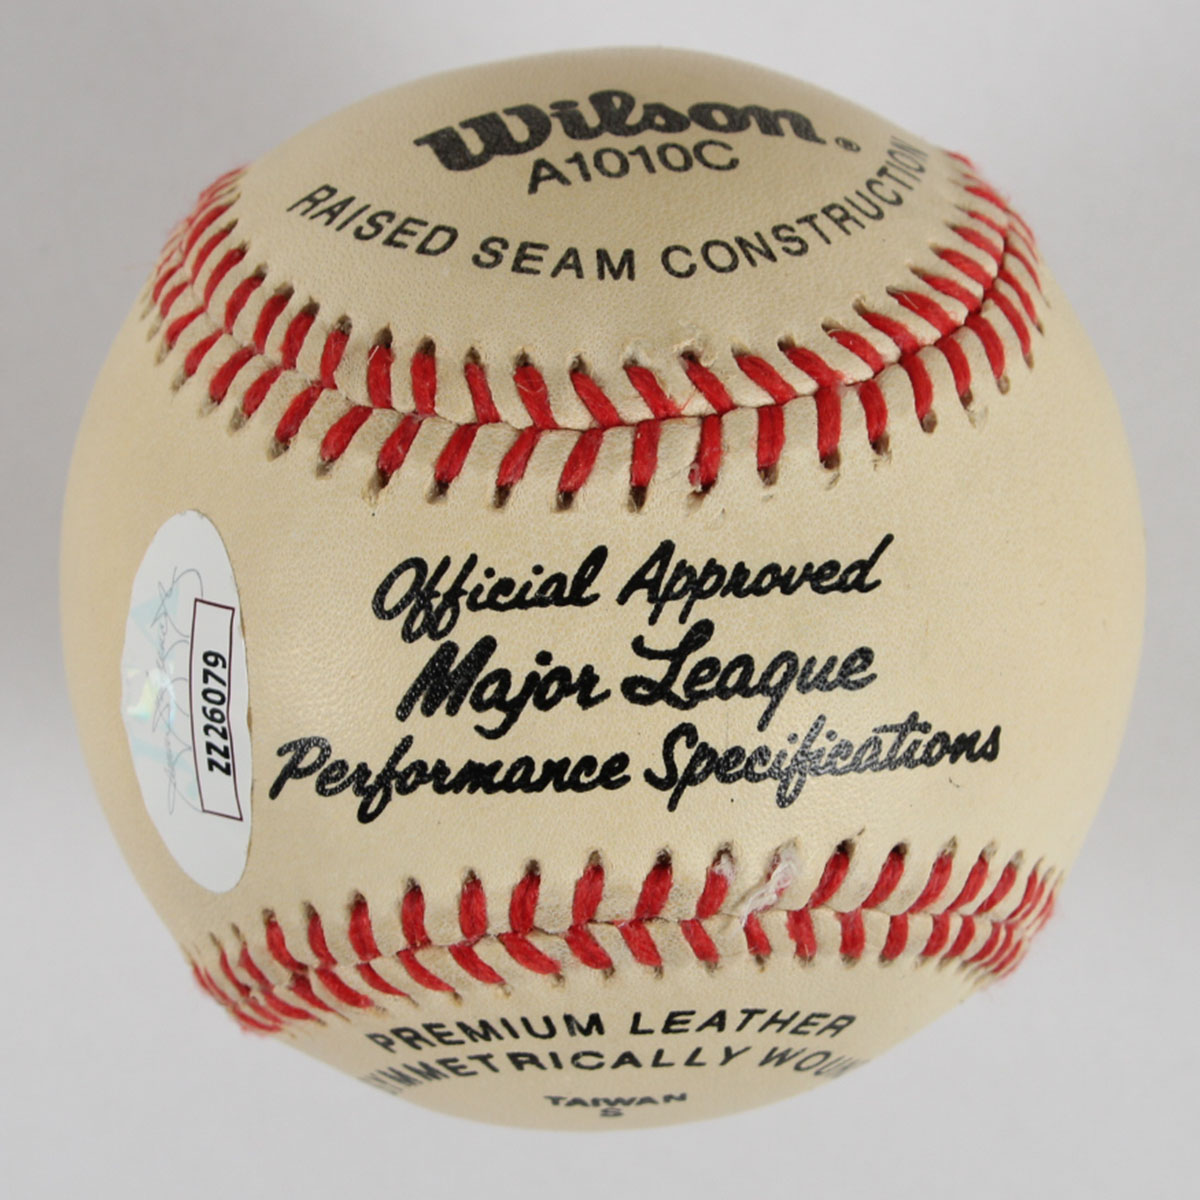 Wilson®
A1010C
RAISED SEAM CONSTRUCTION
Official Approved
Major League
Performance Specifications
ZZ26079
PREMIUM LEATHER
TAIWAN
S